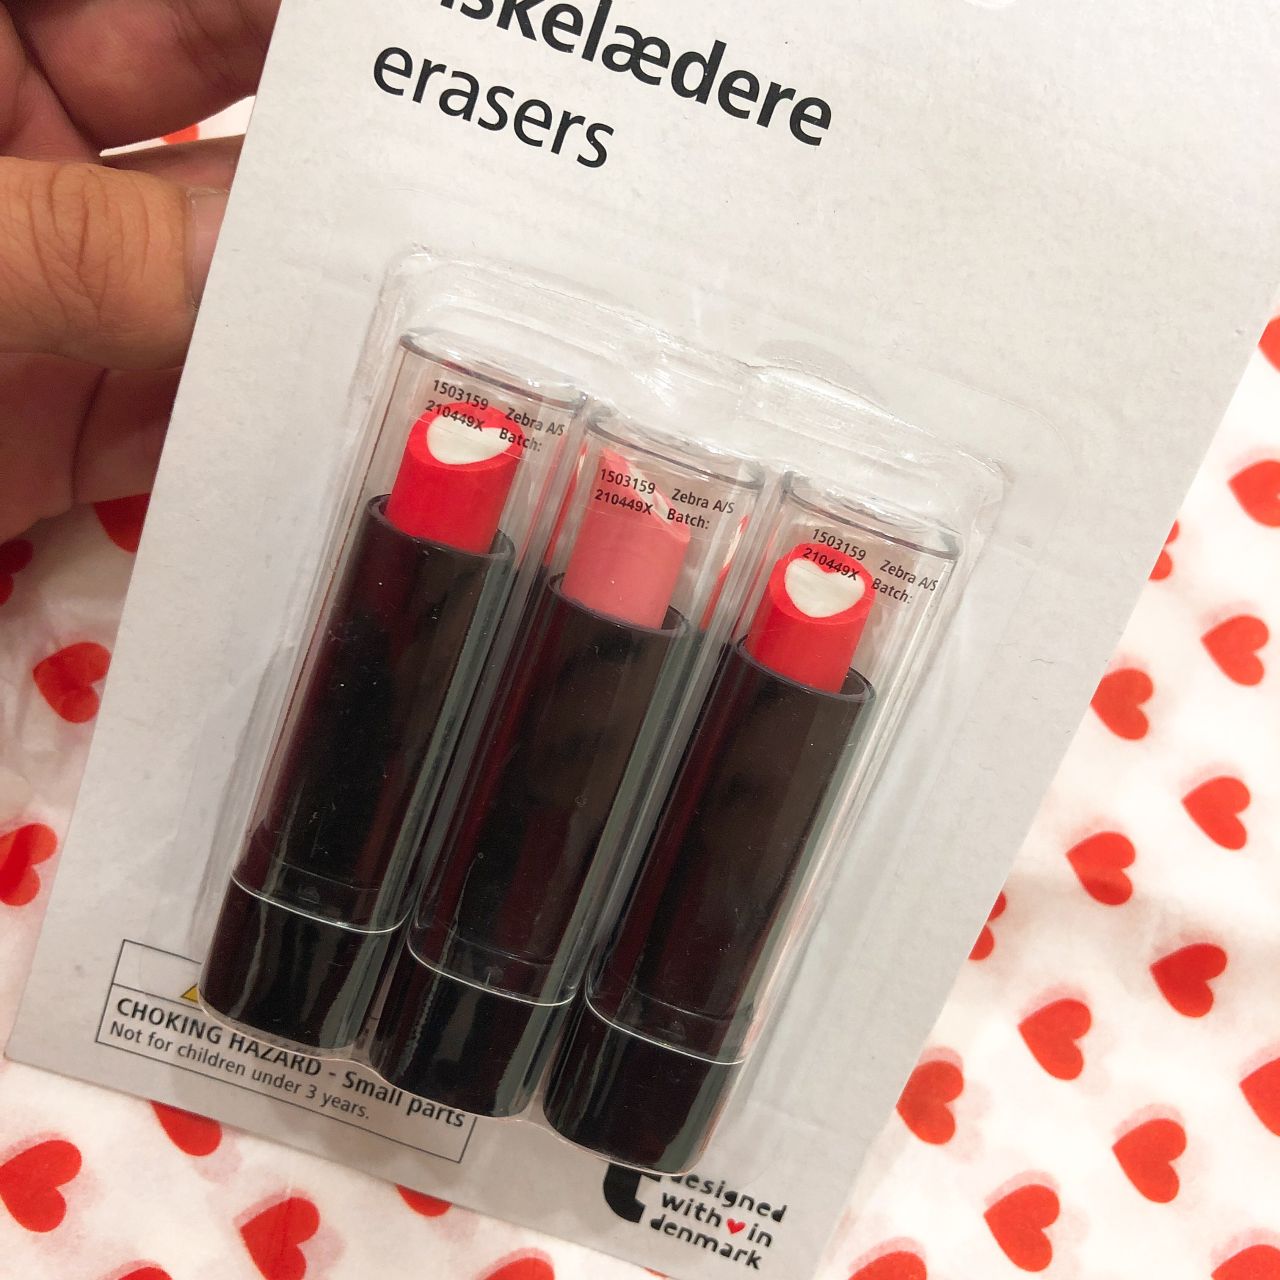 iskelædere
erasers
1503159 Zebra A/S
210449X Batch:
1503159 Zebra A/S
210449X Batch:
1503159 Zebra A/S
210449X Batch:
CHOKING HAZARD - Small parts
Not for children under 3 years.
designed
with in
denmark